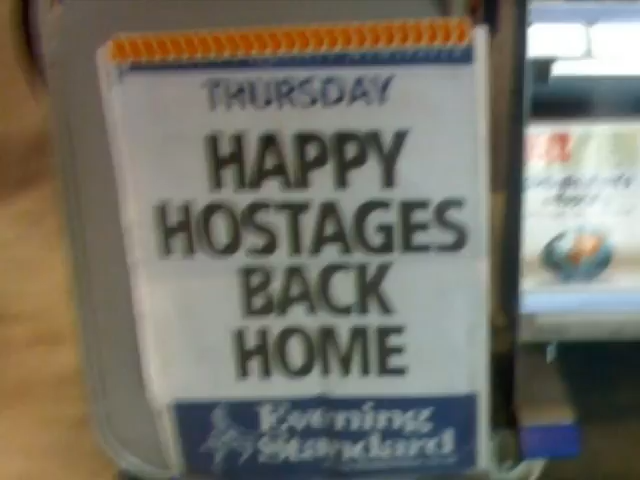 THURSDAY
HAPPY
HOSTAGES
BACK
HOME
Evening
Standard